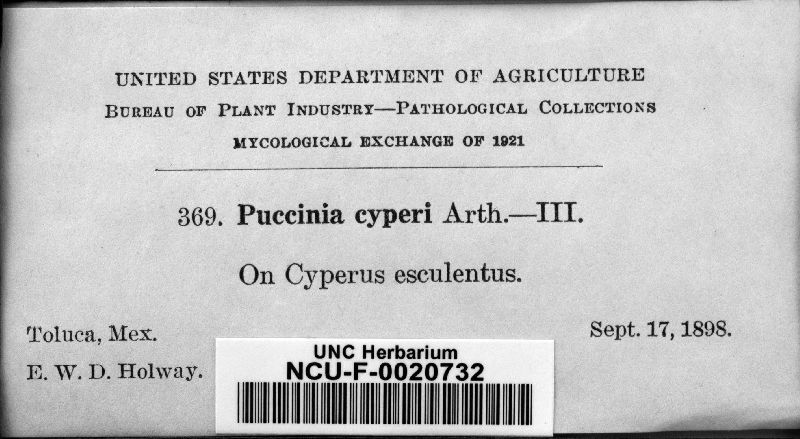 UNITED STATES DEPARTMENT OF AGRICULTURE
BUREAU OF PLANT INDUSTRY—PATHOLOGICAL COLLECTIONS
MYCOLOGICAL EXCHANGE OF 1921
369. Puccinia cyperi Arth.—III.
On Cyperus esculentus.
Toluca, Mex.
Sept. 17, 1898.
E. W. D. Holway.
UNC Herbarium
NCU-F-0020732